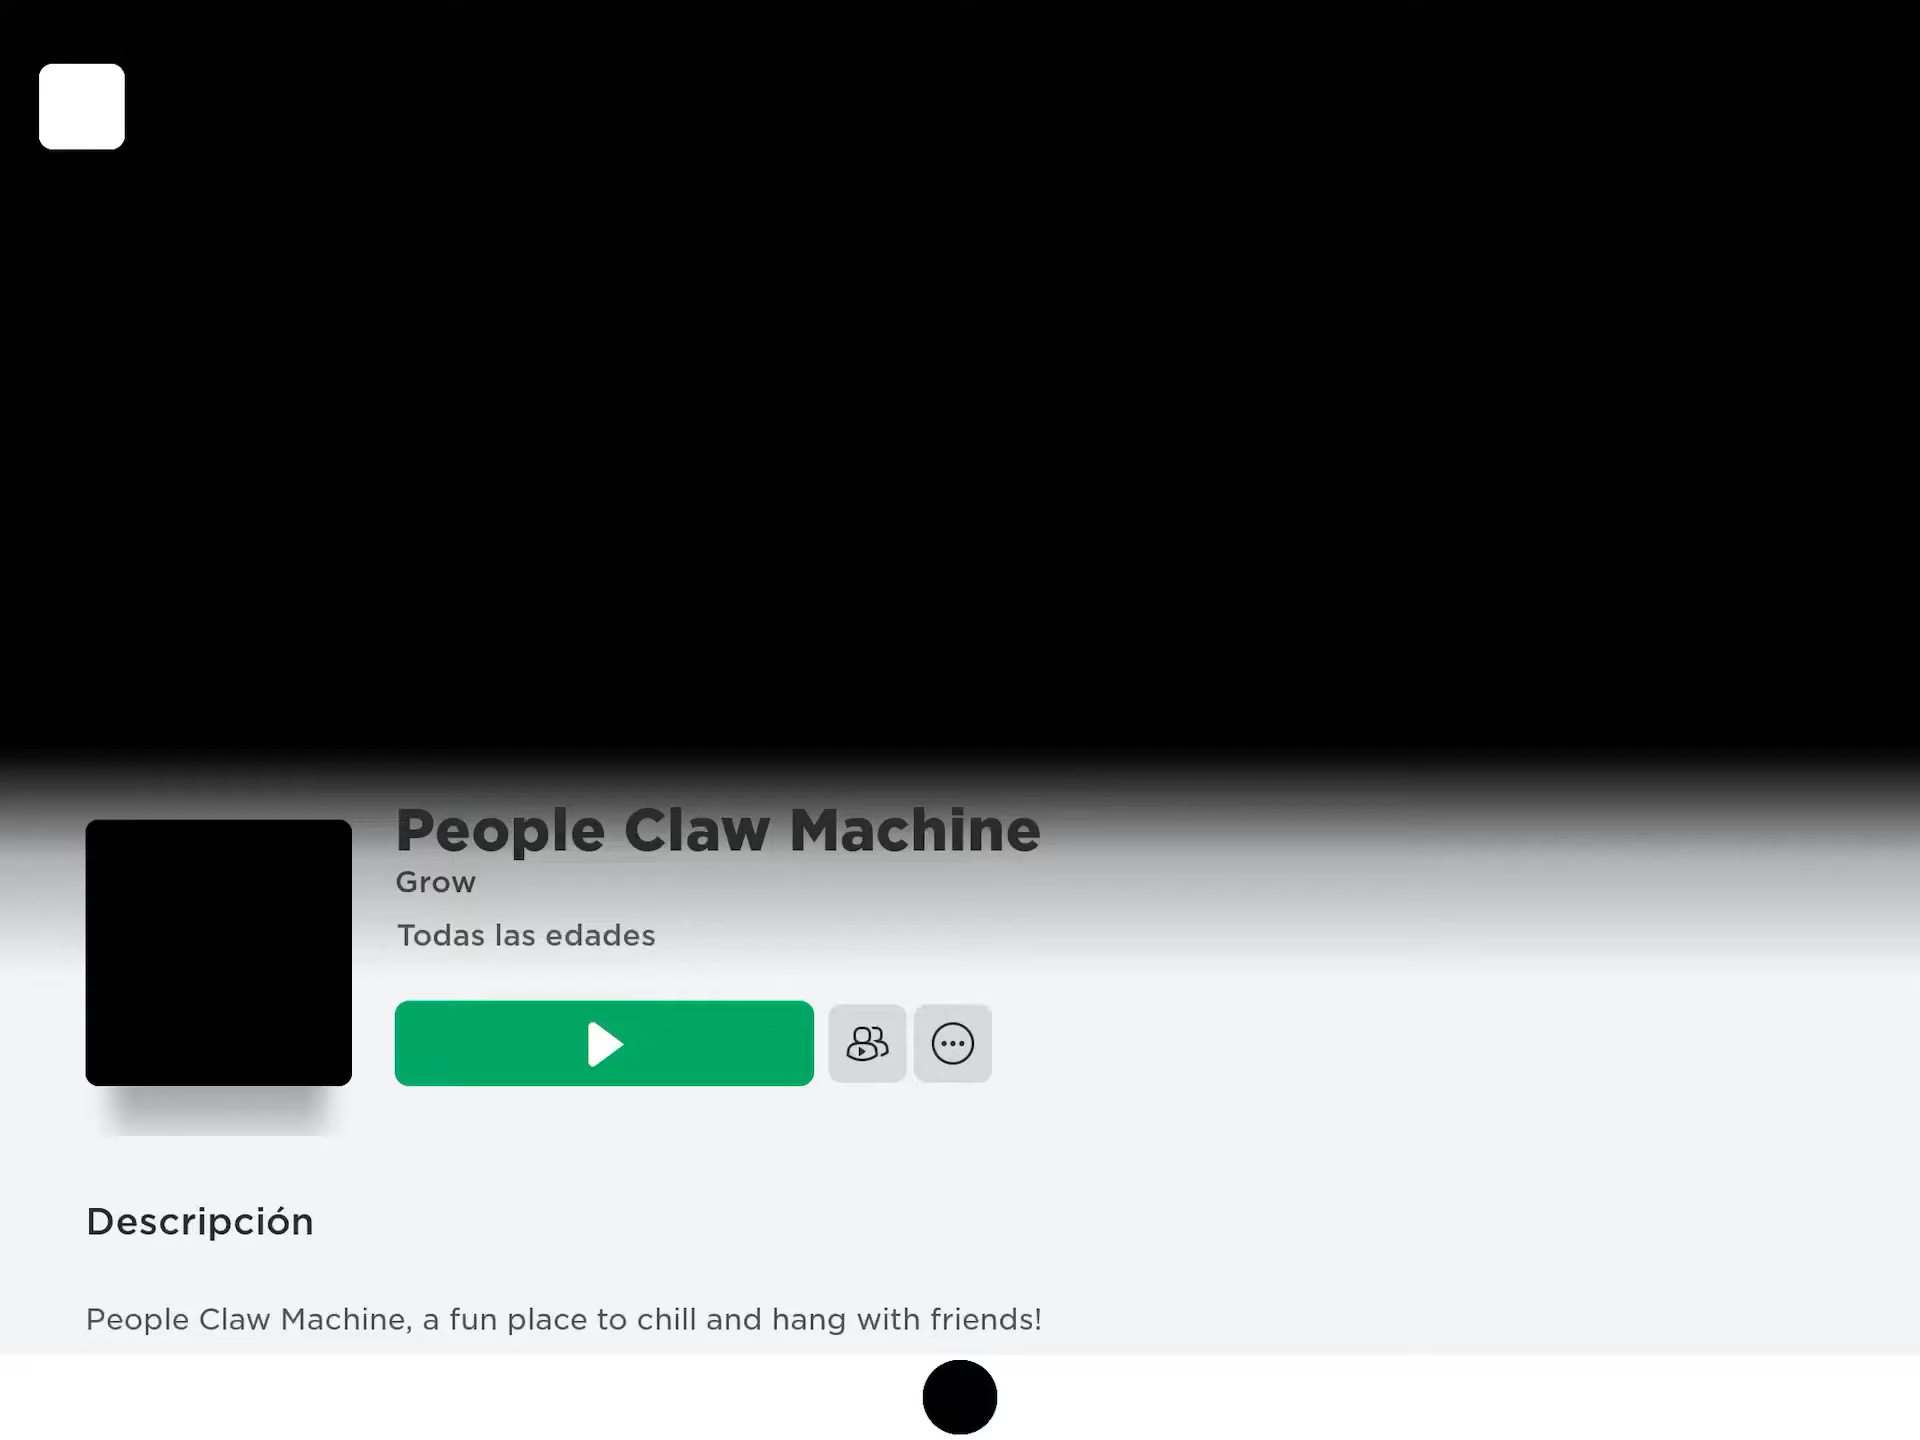 People Claw Machine
Grow
Todas las edades
Descripción
People Claw Machine, a fun place to chill and hang with friends!